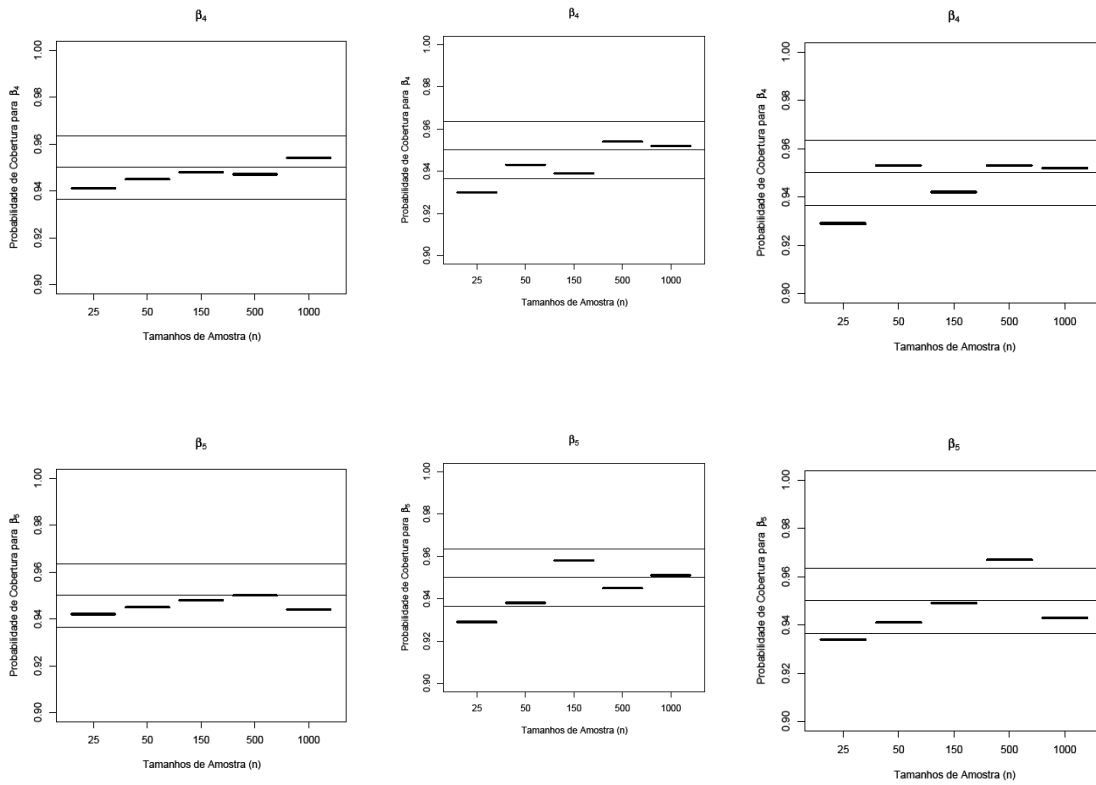 β4
Probabilidade de Cobertura para β4
1.00
0.98
0.96
0.94
0.92
0.90
25 50 150 500 1000
Tamanhos de Amostra (n)
β4
Probabilidade de Cobertura para β4
1.00
0.98
0.96
0.94
0.92
0.90
25 50 150 500 1000
Tamanhos de Amostra (n)
β4
Probabilidade de Cobertura para β4
1.00
0.98
0.96
0.94
0.92
0.90
25 50 150 500 1000
Tamanhos de Amostra (n)
β5
Probabilidade de Cobertura para β5
1.00
0.98
0.96
0.94
0.92
0.90
25 50 150 500 1000
Tamanhos de Amostra (n)
β5
Probabilidade de Cobertura para β5
1.00
0.98
0.96
0.94
0.92
0.90
25 50 150 500 1000
Tamanhos de Amostra (n)
β5
Probabilidade de Cobertura para β5
1.00
0.98
0.96
0.94
0.92
0.90
25 50 150 500 1000
Tamanhos de Amostra (n)